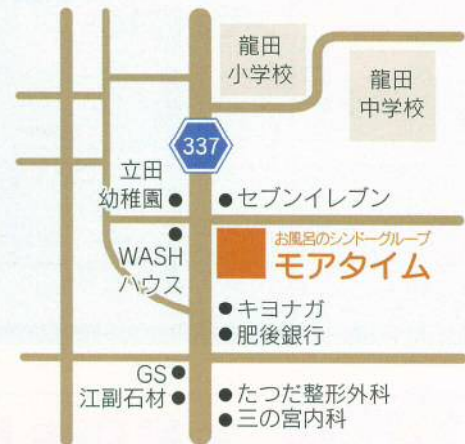 龍田
小学校
龍田
中学校
337
立田
幼稚園
セブンイレブン
WASH
ハウス
お風呂のシンドーグループ
モアタイム
キヨナガ
肥後銀行
GS
江副石材
たつだ整形外科
三の宮内科